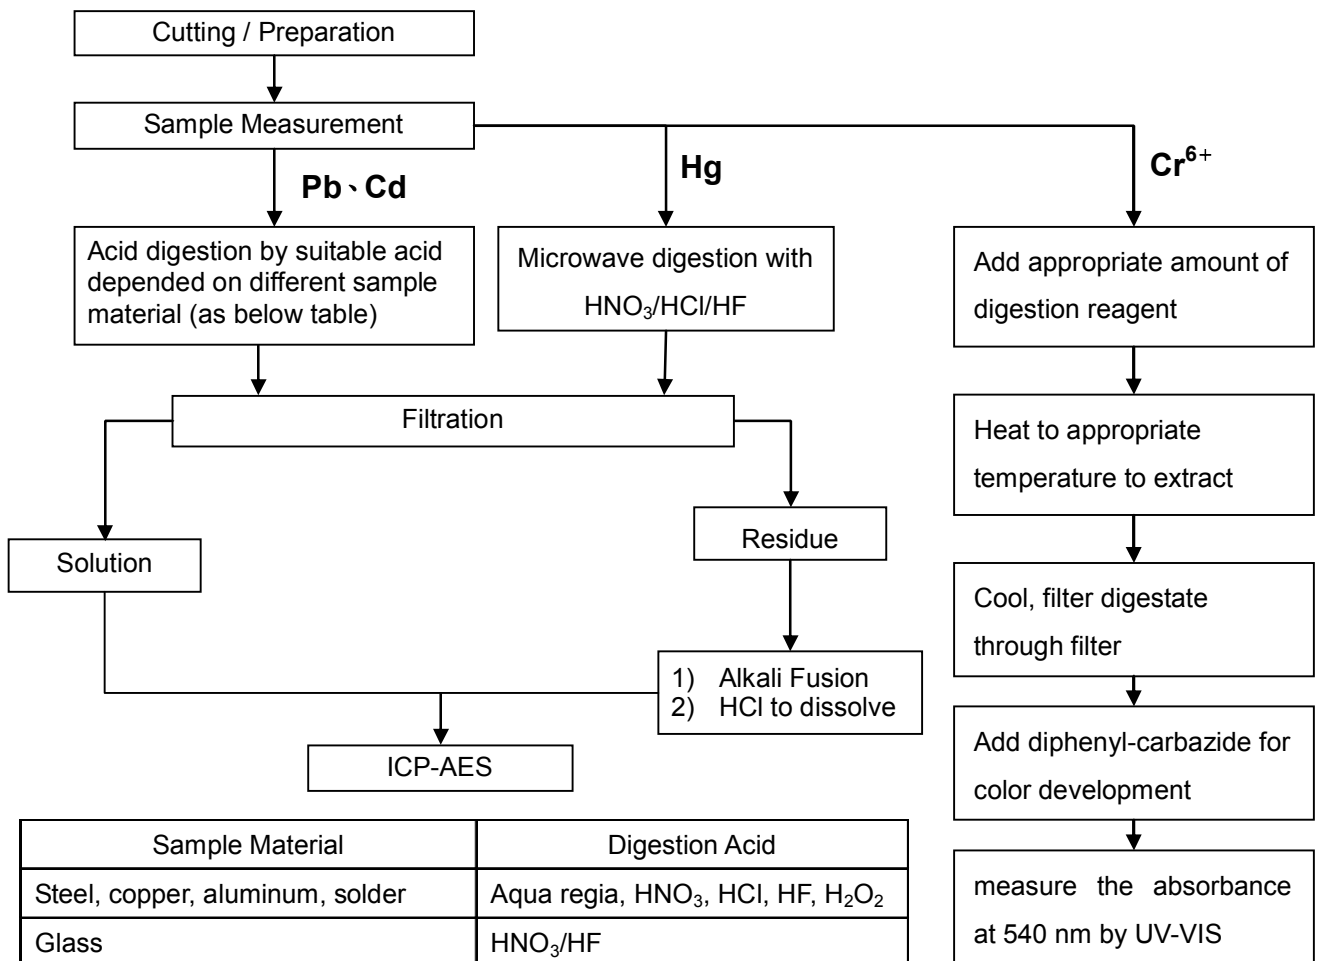 Cutting / Preparation
Sample Measurement
Pb、Cd
Hg
Cr⁶⁺
Acid digestion by suitable acid
depended on different sample
material (as below table)
Microwave digestion with
HNO₃/HCl/HF
Add appropriate amount of
digestion reagent
Filtration
Heat to appropriate
temperature to extract
Solution
Residue
Cool, filter digestate
through filter
1) Alkali Fusion
2) HCl to dissolve
ICP-AES
Add diphenyl-carbazide for
color development
measure the absorbance
at 540 nm by UV-VIS
Sample Material Digestion Acid
Steel, copper, aluminum, solder Aqua regia, HNO₃, HCl, HF, H₂O₂
Glass HNO₃/HF